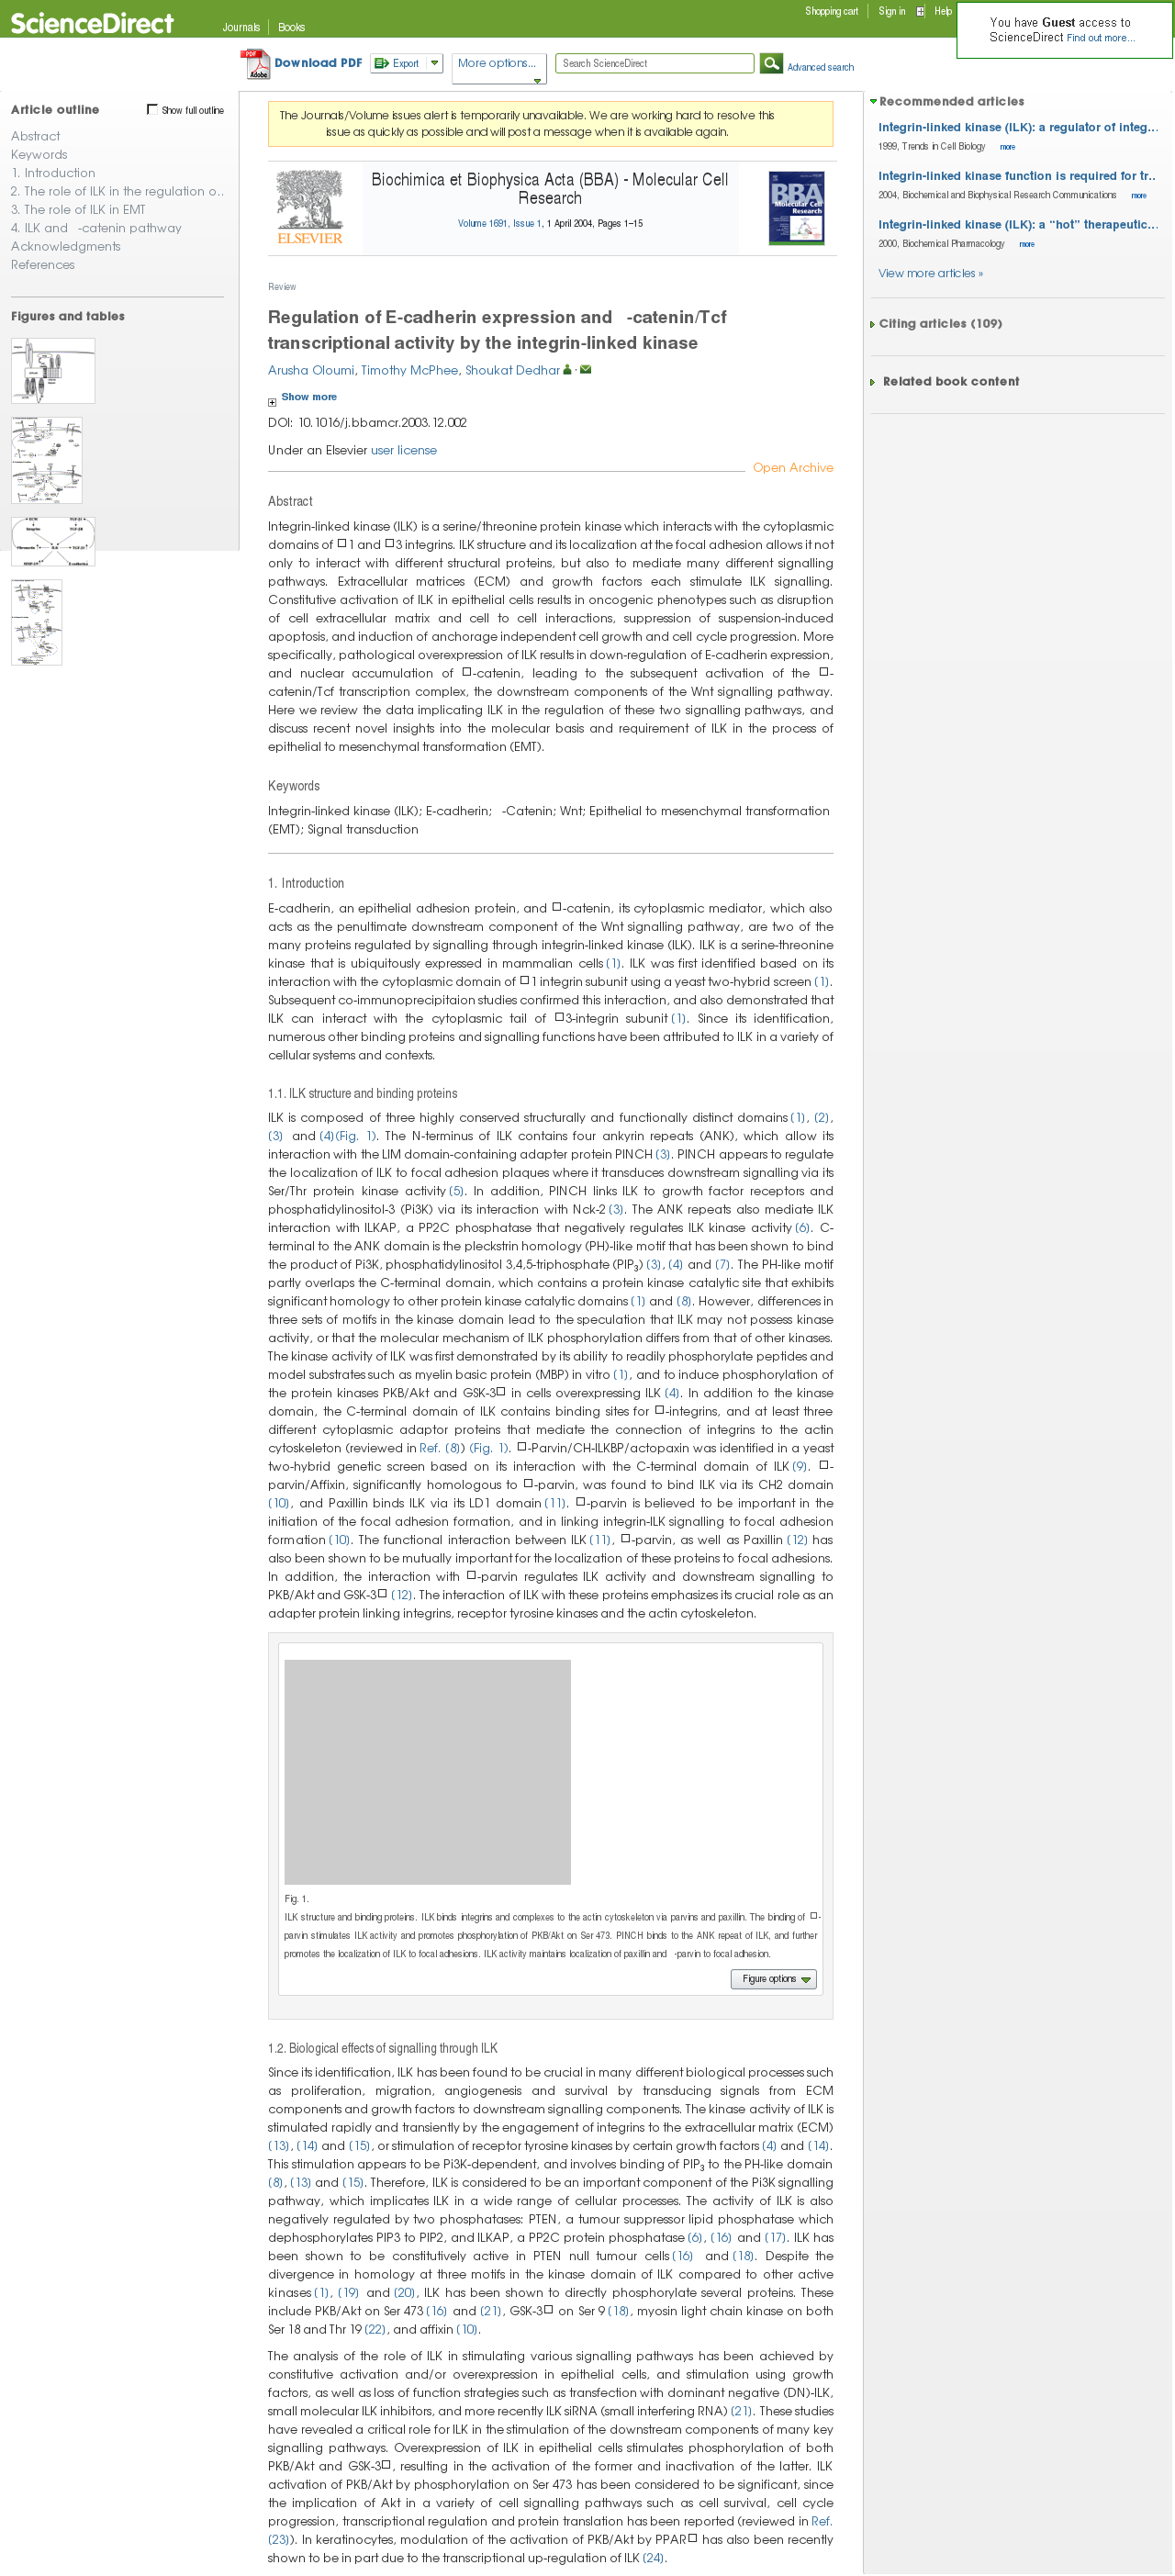 ScienceDirect
Journals
Books
Shopping cart
Sign in
Help
You have Guest access to
ScienceDirect Find out more...
Download PDF
Export
More options...
Search ScienceDirect
Advanced search
Article outline
Show full outline
Abstract
Keywords
1. Introduction
2. The role of ILK in the regulation o...
3. The role of ILK in EMT
4. ILK and -catenin pathway
Acknowledgments
References
Figures and tables
The Journals/Volume issues alert is temporarily unavailable. We are working hard to resolve this
issue as quickly as possible and will post a message when it is available again.
ELSEVIER
Biochimica et Biophysica Acta (BBA) - Molecular Cell
Research
Volume 1691, Issue 1, 1 April 2004, Pages 1–15
BBA
Molecular Cell
Research
Review
Regulation of E-cadherin expression and -catenin/Tcf
transcriptional activity by the integrin-linked kinase
Arusha Oloumi, Timothy McPhee, Shoukat Dedhar
Show more
DOI: 10.1016/j.bbamcr.2003.12.002
Under an Elsevier user license
Open Archive
Abstract
Integrin-linked kinase (ILK) is a serine/threonine protein kinase which interacts with the cytoplasmic
domains of □1 and □3 integrins. ILK structure and its localization at the focal adhesion allows it not
only to interact with different structural proteins, but also to mediate many different signalling
pathways. Extracellular matrices (ECM) and growth factors each stimulate ILK signalling.
Constitutive activation of ILK in epithelial cells results in oncogenic phenotypes such as disruption
of cell extracellular matrix and cell to cell interactions, suppression of suspension-induced
apoptosis, and induction of anchorage independent cell growth and cell cycle progression. More
specifically, pathological overexpression of ILK results in down-regulation of E-cadherin expression,
and nuclear accumulation of □-catenin, leading to the subsequent activation of the □-
catenin/Tcf transcription complex, the downstream components of the Wnt signalling pathway.
Here we review the data implicating ILK in the regulation of these two signalling pathways, and
discuss recent novel insights into the molecular basis and requirement of ILK in the process of
epithelial to mesenchymal transformation (EMT).
Keywords
Integrin-linked kinase (ILK); E-cadherin; -Catenin; Wnt; Epithelial to mesenchymal transformation
(EMT); Signal transduction
1. Introduction
E-cadherin, an epithelial adhesion protein, and □-catenin, its cytoplasmic mediator, which also
acts as the penultimate downstream component of the Wnt signalling pathway, are two of the
many proteins regulated by signalling through integrin-linked kinase (ILK). ILK is a serine-threonine
kinase that is ubiquitously expressed in mammalian cells [1]. ILK was first identified based on its
interaction with the cytoplasmic domain of □1 integrin subunit using a yeast two-hybrid screen [1].
Subsequent co-immunoprecipitaion studies confirmed this interaction, and also demonstrated that
ILK can interact with the cytoplasmic tail of □3-integrin subunit [1]. Since its identification,
numerous other binding proteins and signalling functions have been attributed to ILK in a variety of
cellular systems and contexts.
1.1. ILK structure and binding proteins
ILK is composed of three highly conserved structurally and functionally distinct domains [1], [2],
[3] and [4](Fig. 1). The N-terminus of ILK contains four ankyrin repeats (ANK), which allow its
interaction with the LIM domain-containing adapter protein PINCH [3]. PINCH appears to regulate
the localization of ILK to focal adhesion plaques where it transduces downstream signalling via its
Ser/Thr protein kinase activity [5]. In addition, PINCH links ILK to growth factor receptors and
phosphatidylinositol-3 (Pi3K) via its interaction with Nck-2 [3]. The ANK repeats also mediate ILK
interaction with ILKAP, a PP2C phosphatase that negatively regulates ILK kinase activity [6]. C-
terminal to the ANK domain is the pleckstrin homology (PH)-like motif that has been shown to bind
the product of Pi3K, phosphatidylinositol 3,4,5-triphosphate (PIP3) [3], [4] and [7]. The PH-like motif
partly overlaps the C-terminal domain, which contains a protein kinase catalytic site that exhibits
significant homology to other protein kinase catalytic domains [1] and [8]. However, differences in
three sets of motifs in the kinase domain lead to the speculation that ILK may not possess kinase
activity, or that the molecular mechanism of ILK phosphorylation differs from that of other kinases.
The kinase activity of ILK was first demonstrated by its ability to readily phosphorylate peptides and
model substrates such as myelin basic protein (MBP) in vitro [1], and to induce phosphorylation of
the protein kinases PKB/Akt and GSK-3□ in cells overexpressing ILK [4]. In addition to the kinase
domain, the C-terminal domain of ILK contains binding sites for □-integrins, and at least three
different cytoplasmic adaptor proteins that mediate the connection of integrins to the actin
cytoskeleton (reviewed in Ref. [8]) (Fig. 1). □-Parvin/CH-ILKBP/actopaxin was identified in a yeast
two-hybrid genetic screen based on its interaction with the C-terminal domain of ILK [9]. □-
parvin/Affixin, significantly homologous to □-parvin, was found to bind ILK via its CH2 domain
[10], and Paxillin binds ILK via its LD1 domain [11]. □-parvin is believed to be important in the
initiation of the focal adhesion formation, and in linking integrin-ILK signalling to focal adhesion
formation [10]. The functional interaction between ILK [11], □-parvin, as well as Paxillin [12] has
also been shown to be mutually important for the localization of these proteins to focal adhesions.
In addition, the interaction with □-parvin regulates ILK activity and downstream signalling to
PKB/Akt and GSK-3□ [12]. The interaction of ILK with these proteins emphasizes its crucial role as an
adapter protein linking integrins, receptor tyrosine kinases and the actin cytoskeleton.
Fig. 1.
ILK structure and binding proteins. ILK binds integrins and complexes to the actin cytoskeleton via parvins and paxillin. The binding of □-
parvin stimulates ILK activity and promotes phosphorylation of PKB/Akt on Ser 473. PINCH binds to the ANK repeat of ILK, and further
promotes the localization of ILK to focal adhesions. ILK activity maintains localization of paxillin and -parvin to focal adhesion.
Figure options
1.2. Biological effects of signalling through ILK
Since its identification, ILK has been found to be crucial in many different biological processes such
as proliferation, migration, angiogenesis and survival by transducing signals from ECM
components and growth factors to downstream signalling components. The kinase activity of ILK is
stimulated rapidly and transiently by the engagement of integrins to the extracellular matrix (ECM)
[13], [14] and [15], or stimulation of receptor tyrosine kinases by certain growth factors [4] and [14].
This stimulation appears to be Pi3K-dependent, and involves binding of PIP3 to the PH-like domain
[8], [13] and [15]. Therefore, ILK is considered to be an important component of the Pi3K signalling
pathway, which implicates ILK in a wide range of cellular processes. The activity of ILK is also
negatively regulated by two phosphatases: PTEN, a tumour suppressor lipid phosphatase which
dephosphorylates PIP3 to PIP2, and ILKAP, a PP2C protein phosphatase [6], [16] and [17]. ILK has
been shown to be constitutively active in PTEN null tumour cells [16] and [18]. Despite the
divergence in homology at three motifs in the kinase domain of ILK compared to other active
kinases [1], [19] and [20], ILK has been shown to directly phosphorylate several proteins. These
include PKB/Akt on Ser 473 [16] and [21], GSK-3□ on Ser 9 [18], myosin light chain kinase on both
Ser 18 and Thr 19 [22], and affixin [10].
The analysis of the role of ILK in stimulating various signalling pathways has been achieved by
constitutive activation and/or overexpression in epithelial cells, and stimulation using growth
factors, as well as loss of function strategies such as transfection with dominant negative (DN)-ILK,
small molecular ILK inhibitors, and more recently ILK siRNA (small interfering RNA) [21]. These studies
have revealed a critical role for ILK in the stimulation of the downstream components of many key
signalling pathways. Overexpression of ILK in epithelial cells stimulates phosphorylation of both
PKB/Akt and GSK-3□, resulting in the activation of the former and inactivation of the latter. ILK
activation of PKB/Akt by phosphorylation on Ser 473 has been considered to be significant, since
the implication of Akt in a variety of cell signalling pathways such as cell survival, cell cycle
progression, transcriptional regulation and protein translation has been reported (reviewed in Ref.
[23]). In keratinocytes, modulation of the activation of PKB/Akt by PPAR□ has also been recently
shown to be in part due to the transcriptional up-regulation of ILK [24].
Recommended articles
Integrin-linked kinase (ILK): a regulator of integ...
1999, Trends in Cell Biology more
Integrin-linked kinase function is required for tr...
2004, Biochemical and Biophysical Research Communications more
Integrin-linked kinase (ILK): a “hot” therapeutic...
2000, Biochemical Pharmacology more
View more articles »
Citing articles (109)
Related book content